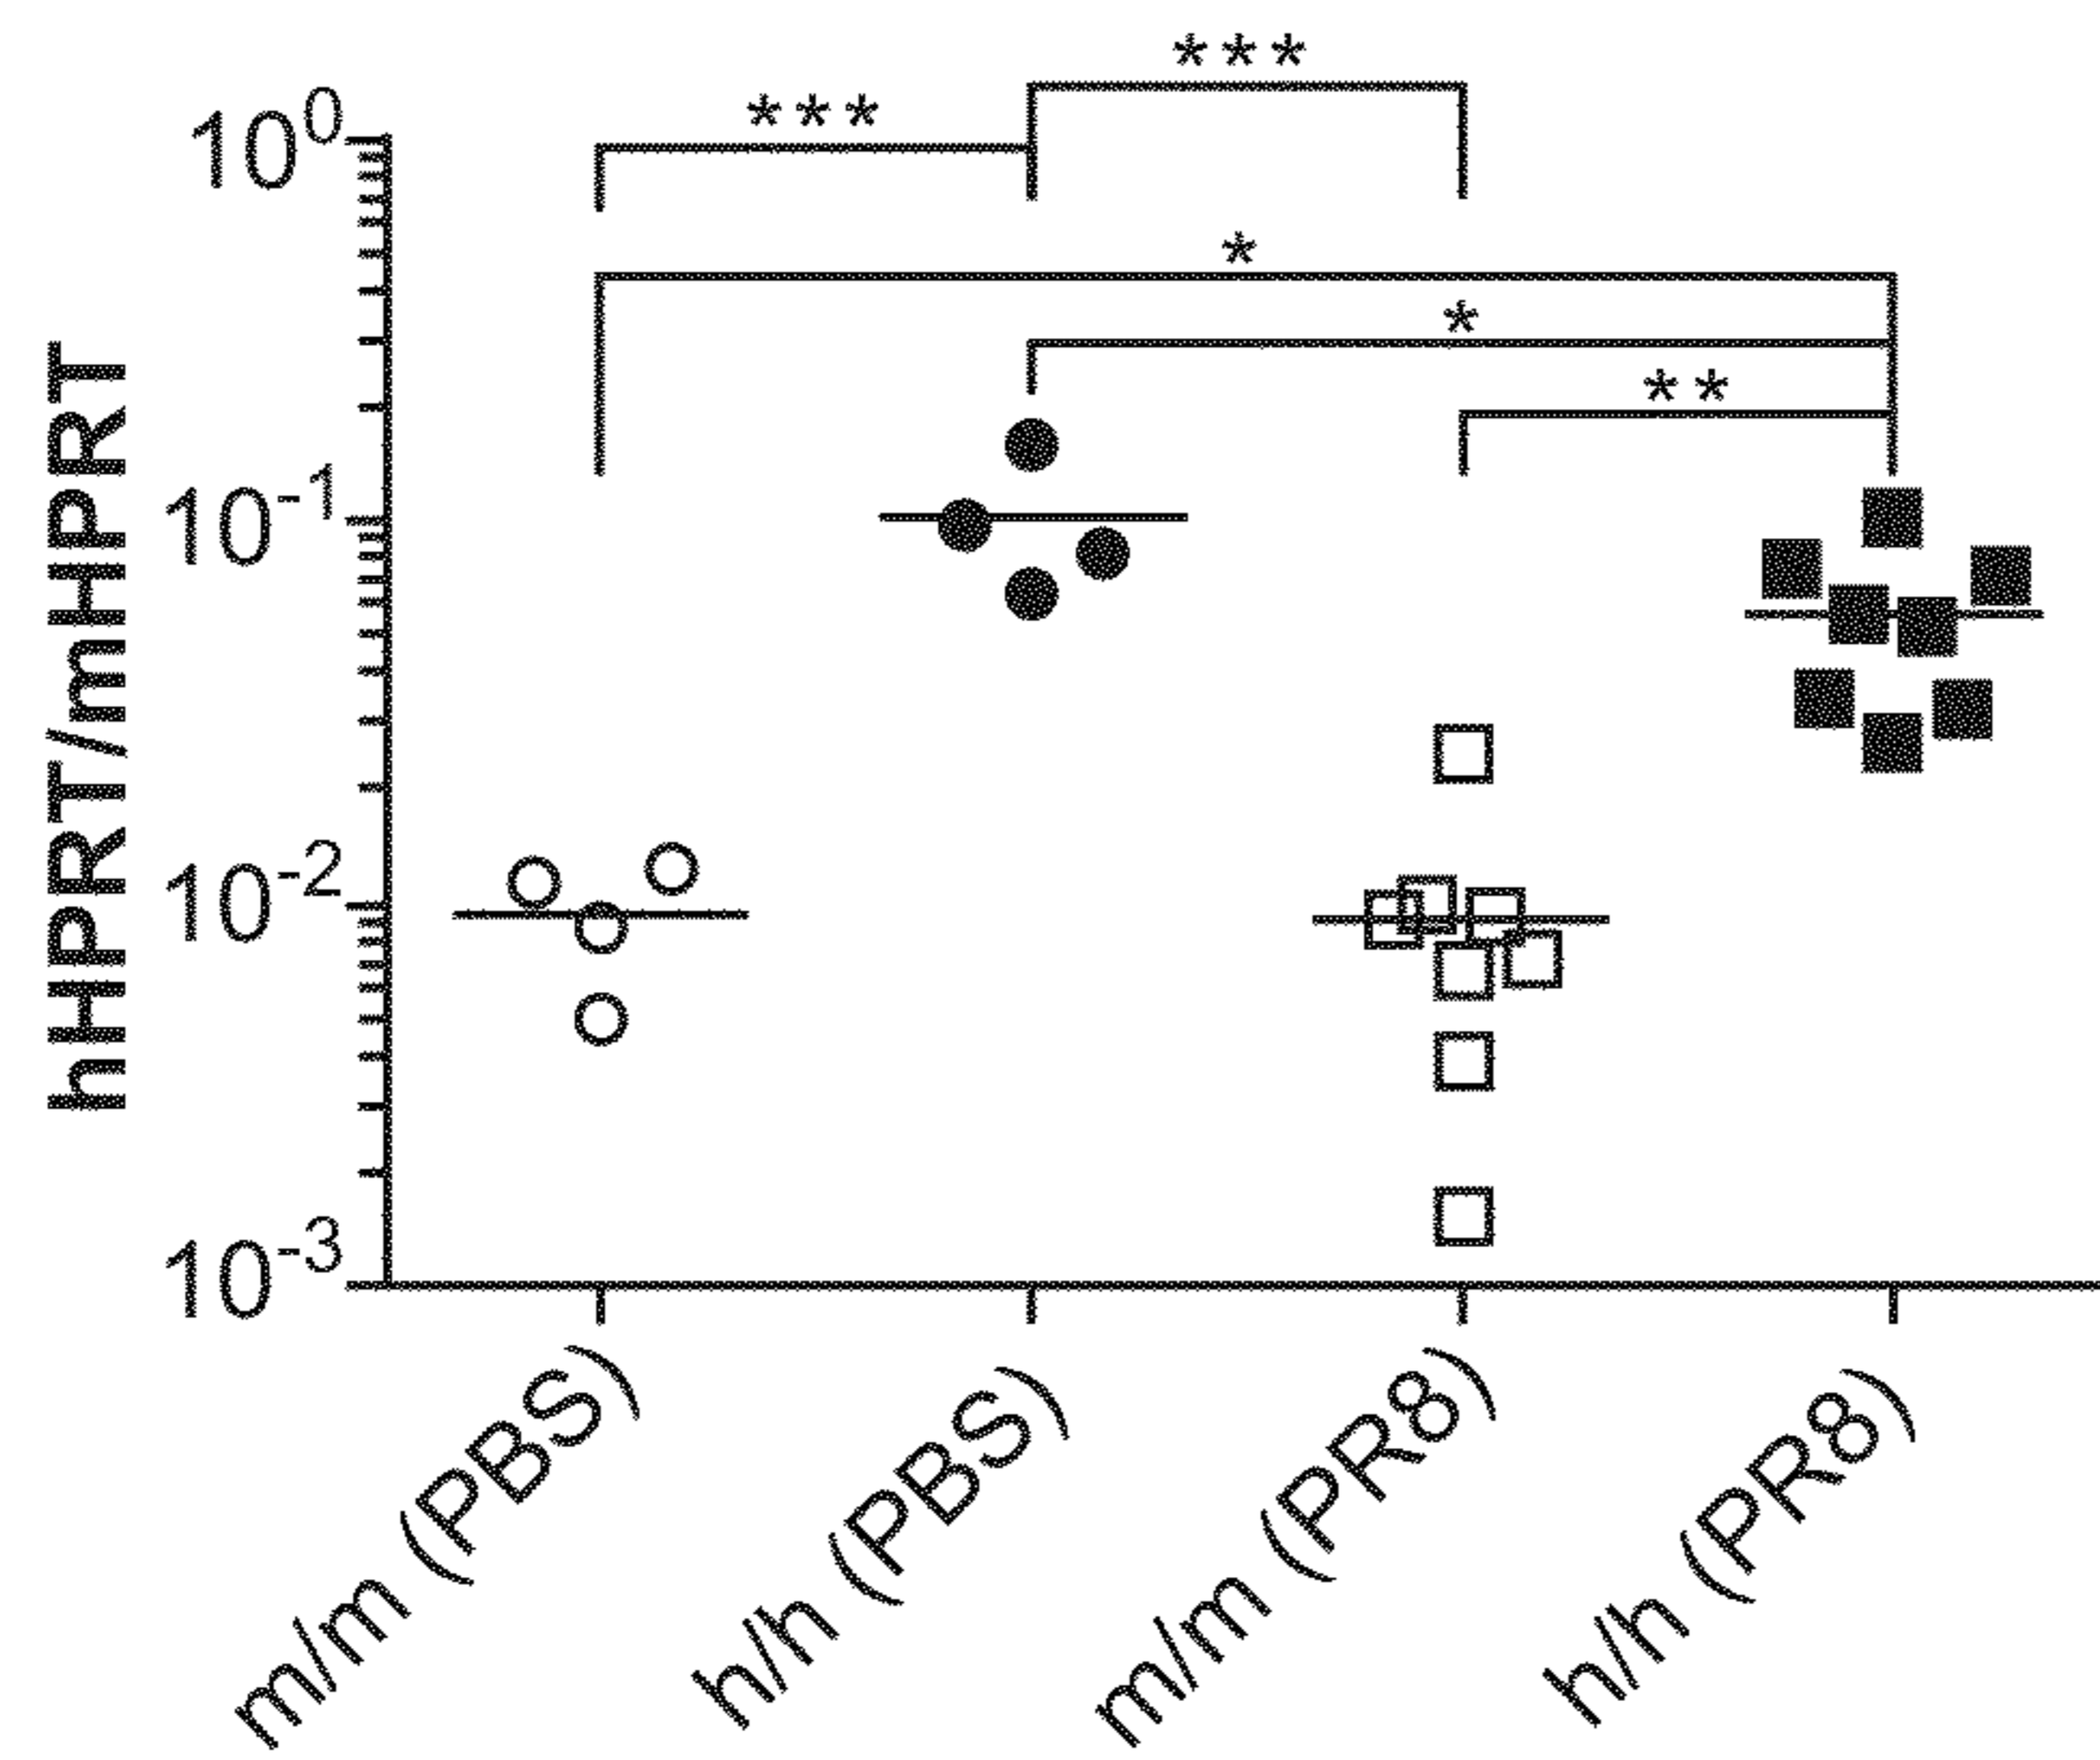 ***
***
10^0
*
*
**
10^-1
10^-2
10^-3
hHPRT/mHPRT
m/m (PBS)
h/h (PBS)
m/m (PR8)
h/h (PR8)